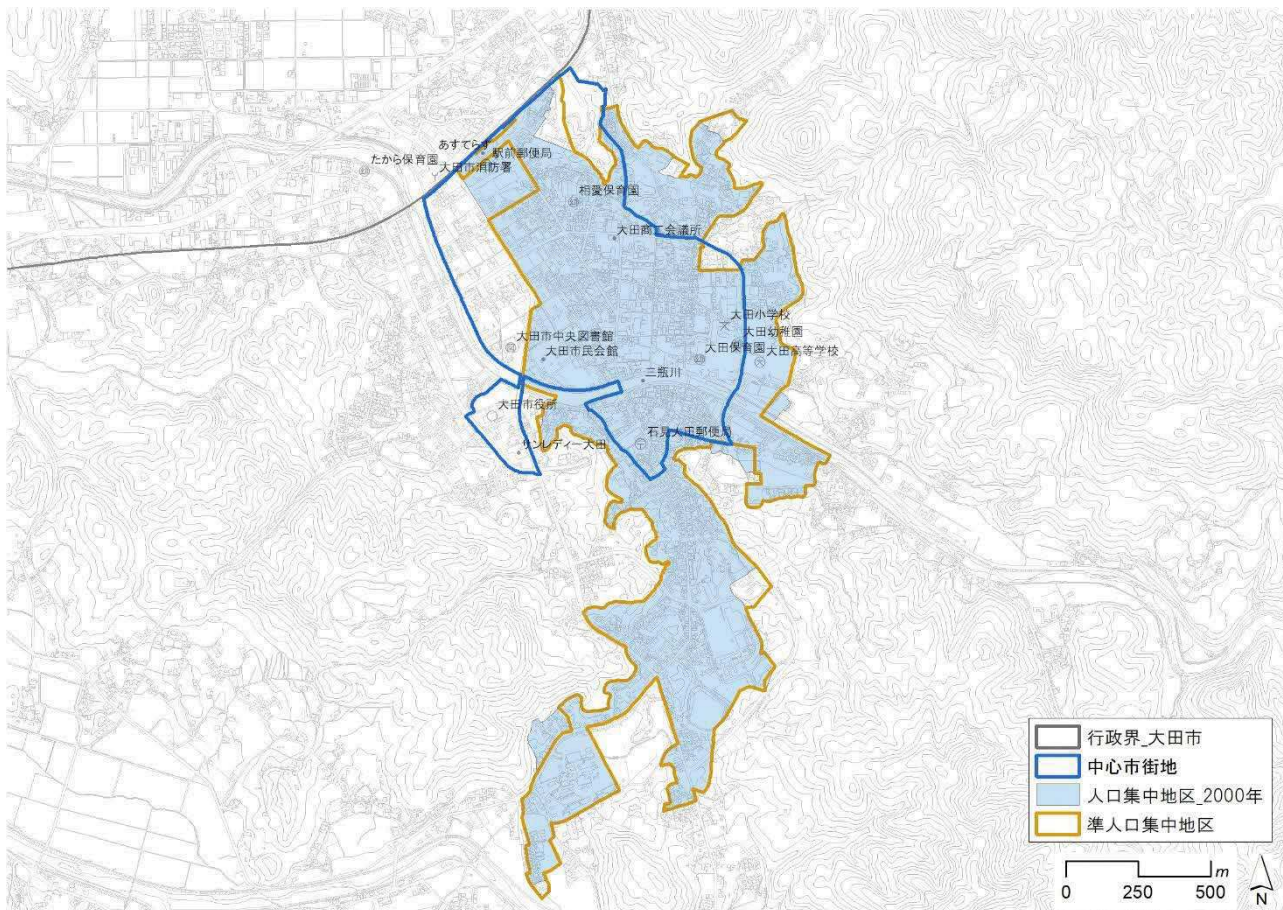 あすてらす
駅前郵便局
たから保育園
大田市消防署
相愛保育園
大田商工会議所
大田小学校
大田幼稚園
大田市中央図書館
大田市民会館
大田保育園
大田高等学校
三瓶川
大田市役所
石見大田郵便局
サンレディー大田
行政界_大田市
中心市街地
人口集中地区_2000年
準人口集中地区
m
0 250 500
N